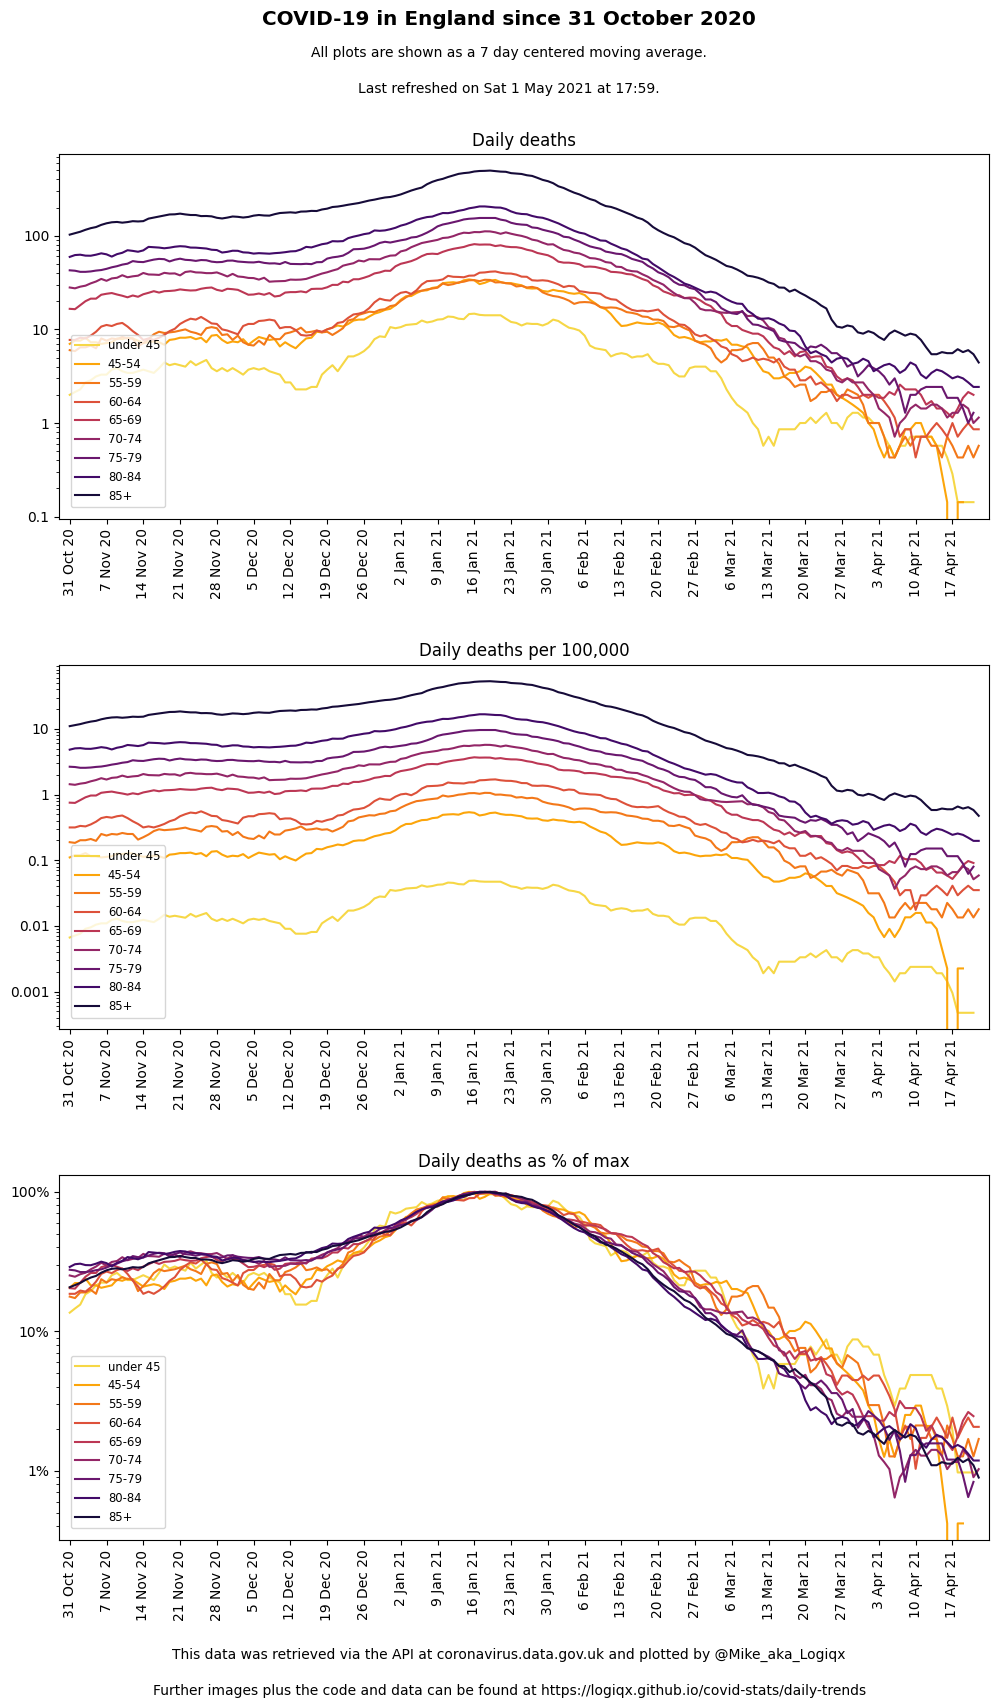 COVID-19 in England since 31 October 2020
All plots are shown as a 7 day centered moving average.
Last refreshed on Sat 1 May 2021 at 17:59.
Daily deaths
100
10
1
0.1
under 45
45-54
55-59
60-64
65-69
70-74
75-79
80-84
85+
31 Oct 20
7 Nov 20
14 Nov 20
21 Nov 20
28 Nov 20
5 Dec 20
12 Dec 20
19 Dec 20
26 Dec 20
2 Jan 21
9 Jan 21
16 Jan 21
23 Jan 21
30 Jan 21
6 Feb 21
13 Feb 21
20 Feb 21
27 Feb 21
6 Mar 21
13 Mar 21
20 Mar 21
27 Mar 21
3 Apr 21
10 Apr 21
17 Apr 21
Daily deaths per 100,000
10
1
0.1
0.01
0.001
under 45
45-54
55-59
60-64
65-69
70-74
75-79
80-84
85+
31 Oct 20
7 Nov 20
14 Nov 20
21 Nov 20
28 Nov 20
5 Dec 20
12 Dec 20
19 Dec 20
26 Dec 20
2 Jan 21
9 Jan 21
16 Jan 21
23 Jan 21
30 Jan 21
6 Feb 21
13 Feb 21
20 Feb 21
27 Feb 21
6 Mar 21
13 Mar 21
20 Mar 21
27 Mar 21
3 Apr 21
10 Apr 21
17 Apr 21
Daily deaths as % of max
100%
10%
1%
under 45
45-54
55-59
60-64
65-69
70-74
75-79
80-84
85+
31 Oct 20
7 Nov 20
14 Nov 20
21 Nov 20
28 Nov 20
5 Dec 20
12 Dec 20
19 Dec 20
26 Dec 20
2 Jan 21
9 Jan 21
16 Jan 21
23 Jan 21
30 Jan 21
6 Feb 21
13 Feb 21
20 Feb 21
27 Feb 21
6 Mar 21
13 Mar 21
20 Mar 21
27 Mar 21
3 Apr 21
10 Apr 21
17 Apr 21
This data was retrieved via the API at coronavirus.data.gov.uk and plotted by @Mike_aka_Logiqx
Further images plus the code and data can be found at https://logiqx.github.io/covid-stats/daily-trends